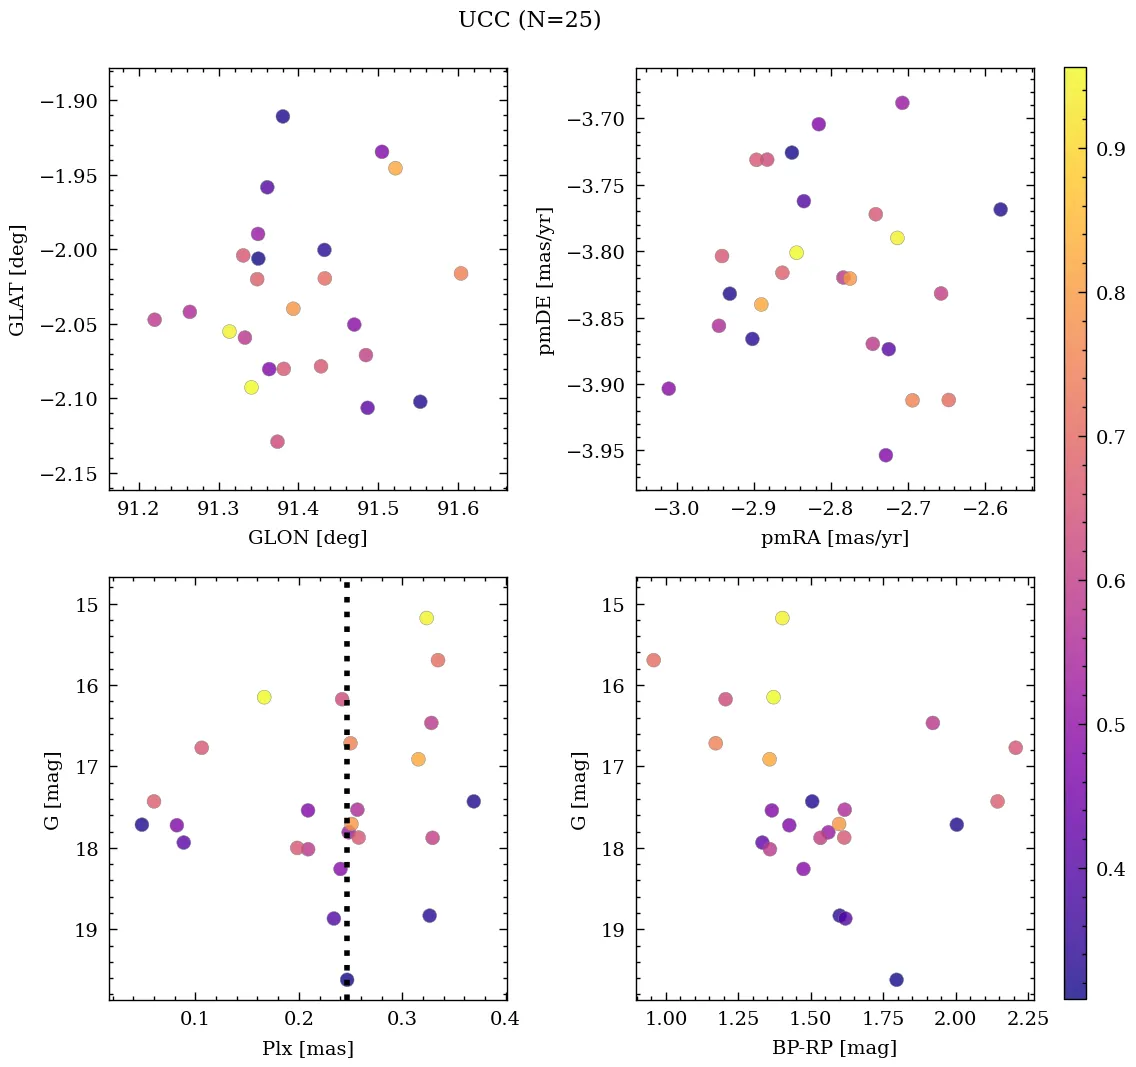 UCC (N=25)
−1.90
−1.95
−2.00
−2.05
−2.10
−2.15
GLAT [deg]
91.2 91.3 91.4 91.5 91.6
GLON [deg]
−3.70
−3.75
−3.80
−3.85
−3.90
−3.95
pmDE [mas/yr]
−3.0 −2.9 −2.8 −2.7 −2.6
pmRA [mas/yr]
15
16
17
18
19
G [mag]
0.1 0.2 0.3 0.4
Plx [mas]
15
16
17
18
19
G [mag]
1.00 1.25 1.50 1.75 2.00 2.25
BP-RP [mag]
0.9
0.8
0.7
0.6
0.5
0.4